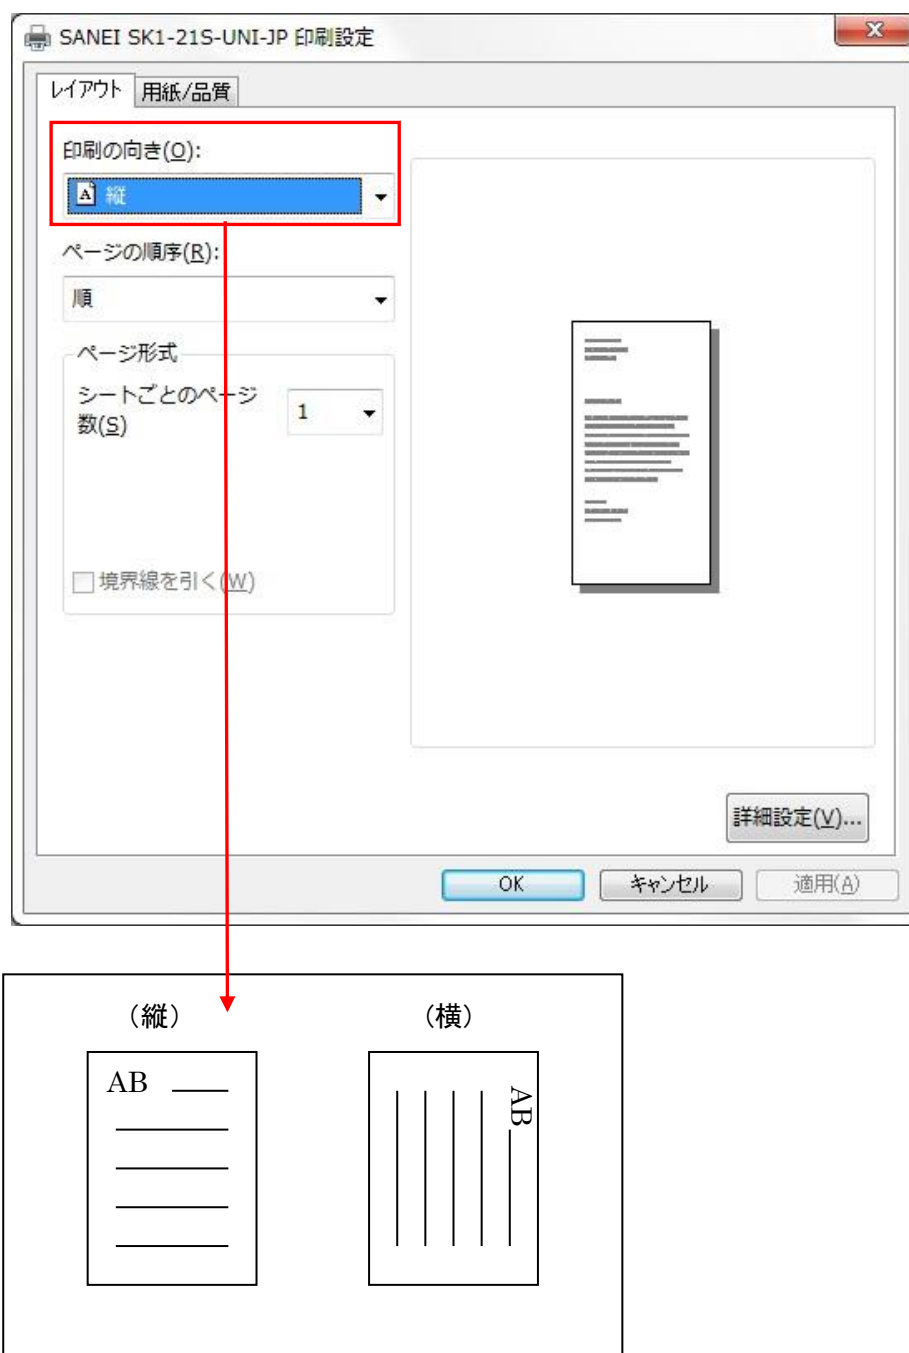 SANEI SK1-21S-UNI-JP 印刷設定
レイアウト 用紙/品質
印刷の向き(O):
縦
ページの順序(R):
順
ページ形式
シートごとのページ
数(S)
1
境界線を引く(W)
詳細設定(V)...
OK キャンセル 適用(A)
（縦） （横）
AB
AB